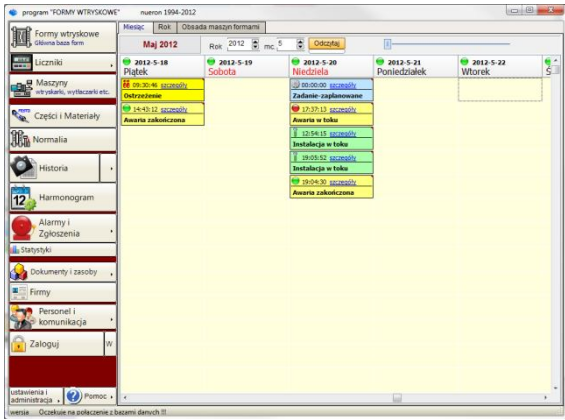 program "FORMY WTRYSKOWE" nueron 1994-2012
Formy wtryskowe
Główna baza form
Liczniki
Maszyny
wtryskarki, wytłaczarki etc.
Części i Materiały
Normalia
Historia
12
Harmonogram
Alarmy i
Zgłoszenia
Statystyki
Dokumenty i zasoby
Firmy
Personel i
komunikacja
Zaloguj
W
ustawienia i
administracja
Pomoc
Miesiąc Rok Obsada maszyn formami
Maj 2012 Rok 2012 mc. 5 Odczytaj
2012-5-18
Piątek
09:30:46 szczegóły
Ostrzeżenie
14:43:12 szczegóły
Awaria zakończona
2012-5-19
Sobota
2012-5-20
Niedziela
00:00:00 szczegóły
Zadanie-zaplanowane
17:37:13 szczegóły
Awaria w toku
12:54:15 szczegóły
Instalacja w toku
19:05:52 szczegóły
Instalacja w toku
19:04:30 szczegóły
Awaria zakończona
2012-5-21
Poniedziałek
2012-5-22
Wtorek
wersja Oczekuje na połaczenie z bazami danych !!!